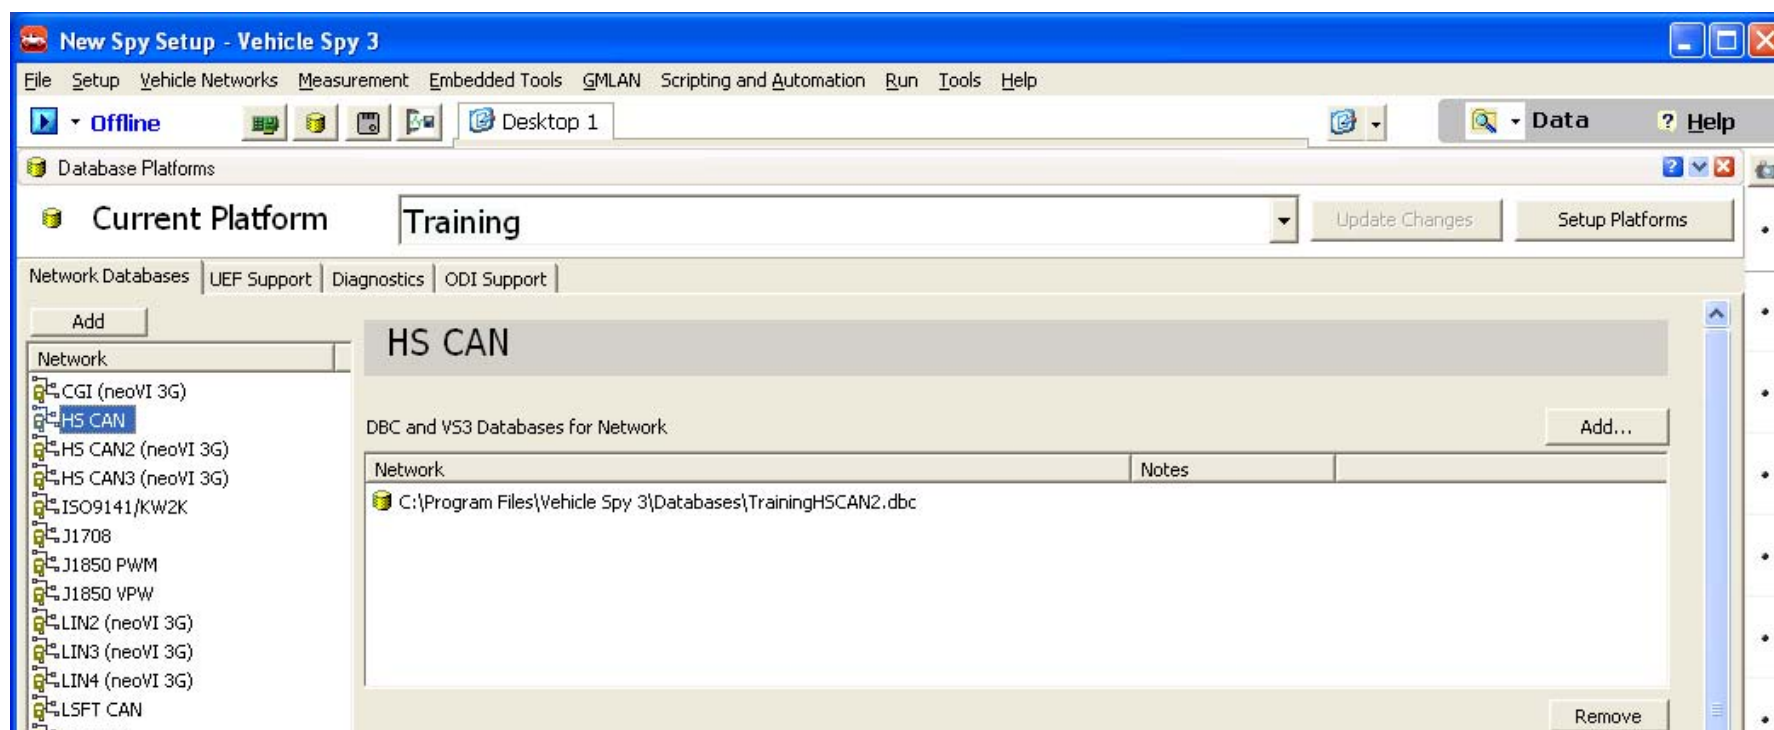 New Spy Setup - Vehicle Spy 3
File Setup Vehicle Networks Measurement Embedded Tools GMLAN Scripting and Automation Run Tools Help
Offline Desktop 1 Data ? Help
Database Platforms ?
Current Platform Training Update Changes Setup Platforms
Network Databases UEF Support Diagnostics ODI Support
Add
HS CAN
Network
CGI (neoVI 3G)
HS CAN
DBC and VS3 Databases for Network Add...
HS CAN2 (neoVI 3G)
Network Notes
HS CAN3 (neoVI 3G)
C:\Program Files\Vehicle Spy 3\Databases\TrainingHSCAN2.dbc
ISO9141/KW2K
J1708
J1850 PWM
J1850 VPW
LIN2 (neoVI 3G)
LIN3 (neoVI 3G)
LIN4 (neoVI 3G)
LSFT CAN
Remove